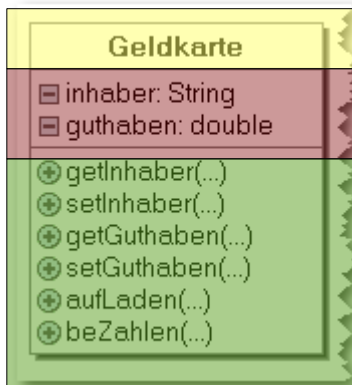 Geldkarte
inhaber: String
guthaben: double
getInhaber(...)
setInhaber(...)
getGuthaben(...)
setGuthaben(...)
aufLaden(...)
beZahlen(...)